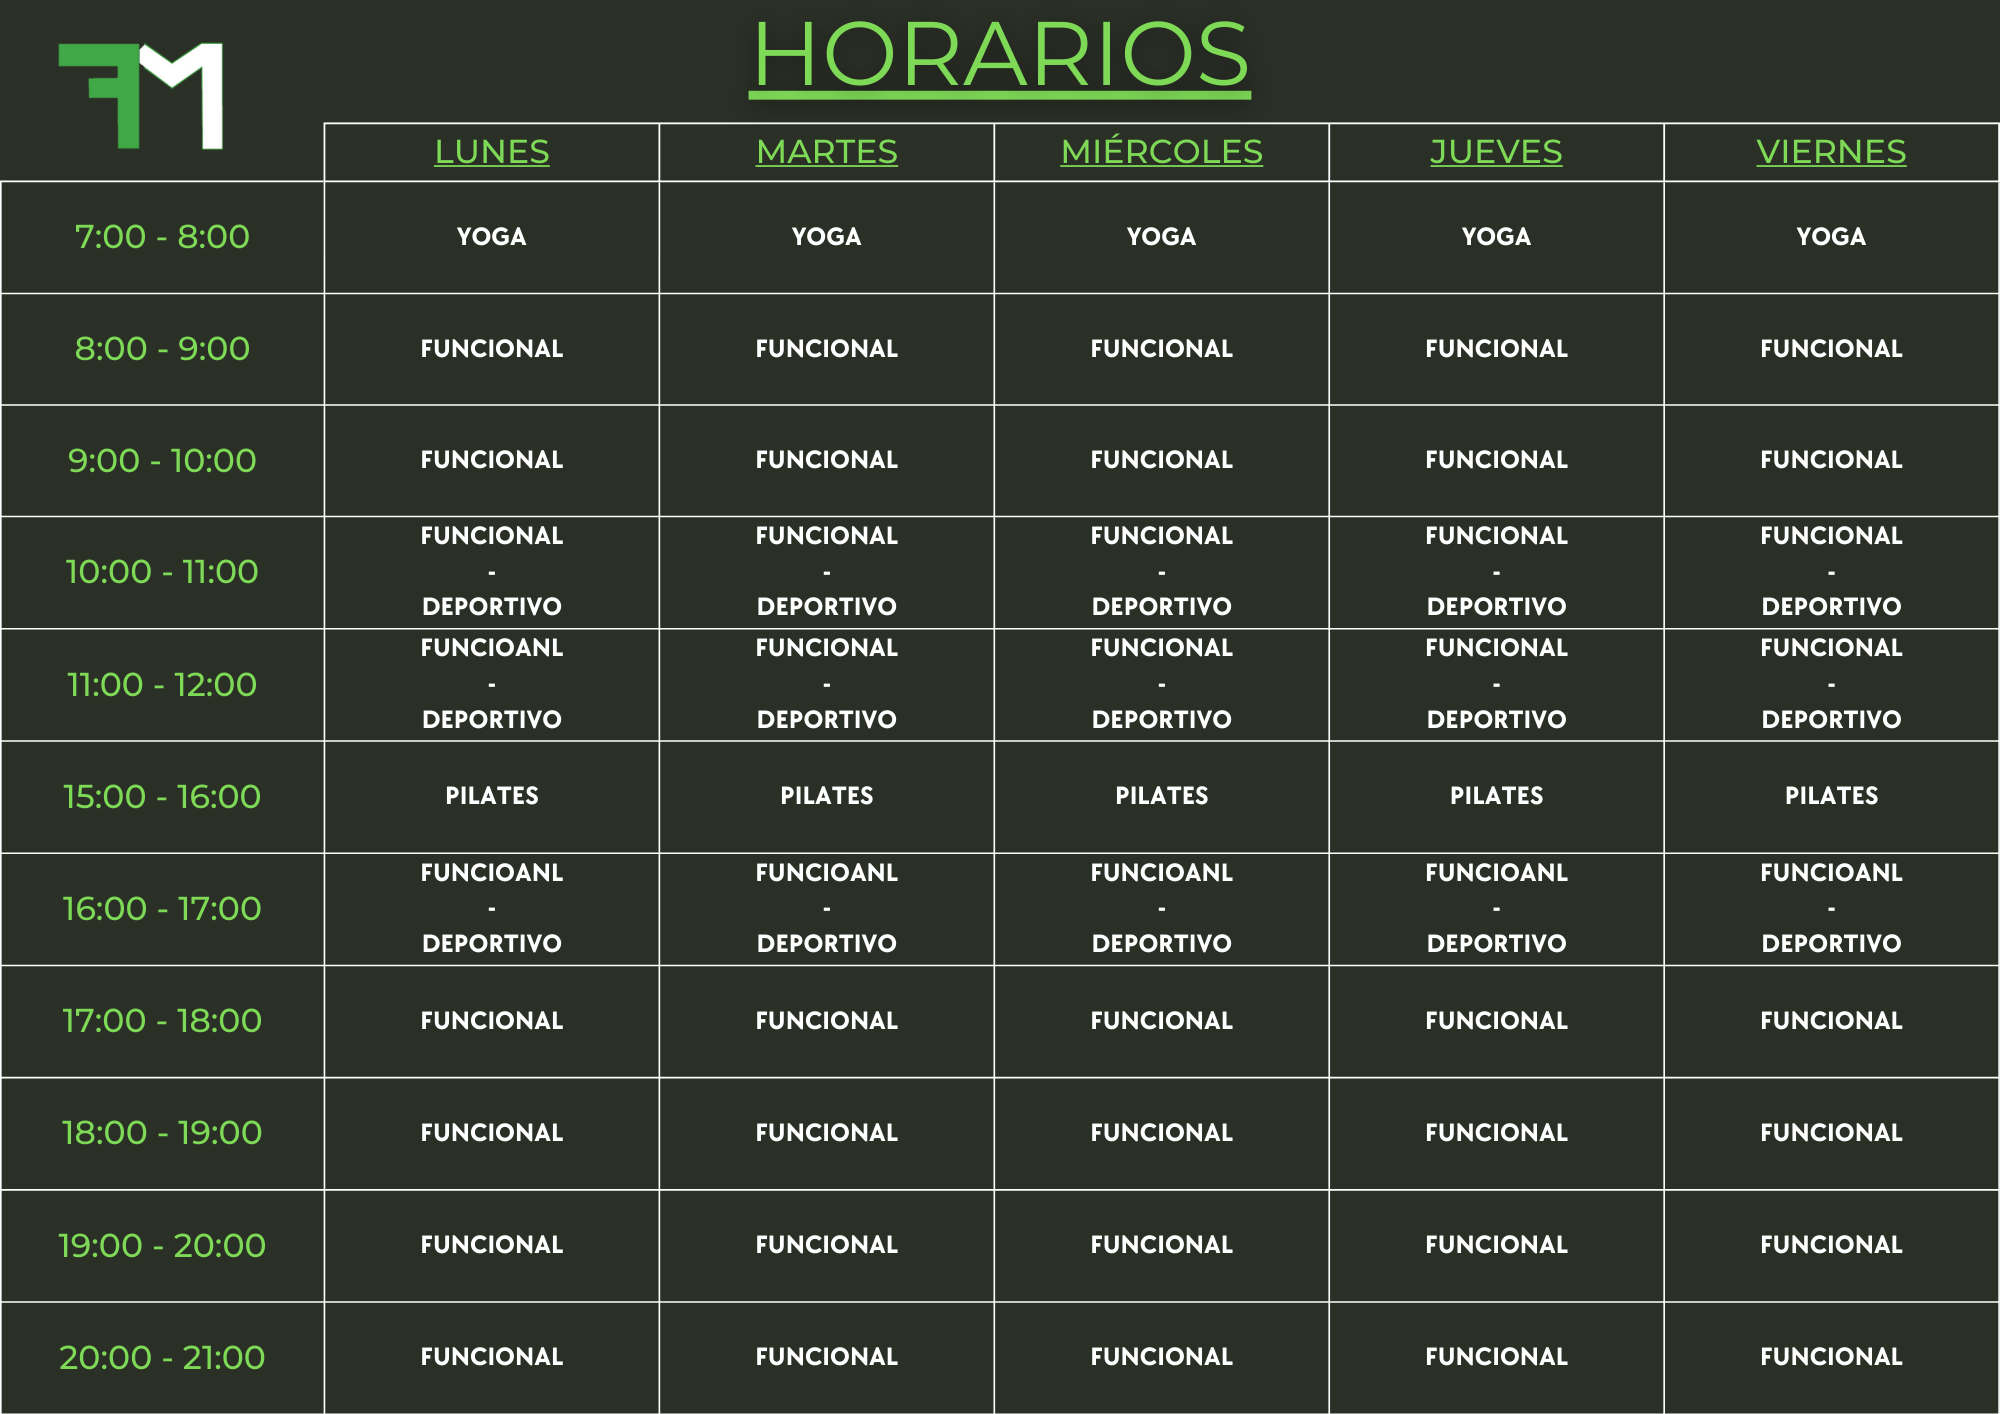 FM
HORARIOS
LUNES MARTES MIÉRCOLES JUEVES VIERNES
7:00 - 8:00 YOGA YOGA YOGA YOGA YOGA
8:00 - 9:00 FUNCIONAL FUNCIONAL FUNCIONAL FUNCIONAL FUNCIONAL
9:00 - 10:00 FUNCIONAL FUNCIONAL FUNCIONAL FUNCIONAL FUNCIONAL
FUNCIONAL FUNCIONAL FUNCIONAL FUNCIONAL FUNCIONAL
10:00 - 11:00 - - - - -
DEPORTIVO DEPORTIVO DEPORTIVO DEPORTIVO DEPORTIVO
FUNCIOANL FUNCIONAL FUNCIONAL FUNCIONAL FUNCIONAL
11:00 - 12:00 - - - - -
DEPORTIVO DEPORTIVO DEPORTIVO DEPORTIVO DEPORTIVO
15:00 - 16:00 PILATES PILATES PILATES PILATES PILATES
FUNCIOANL FUNCIOANL FUNCIOANL FUNCIOANL FUNCIOANL
16:00 - 17:00 - - - - -
DEPORTIVO DEPORTIVO DEPORTIVO DEPORTIVO DEPORTIVO
17:00 - 18:00 FUNCIONAL FUNCIONAL FUNCIONAL FUNCIONAL FUNCIONAL
18:00 - 19:00 FUNCIONAL FUNCIONAL FUNCIONAL FUNCIONAL FUNCIONAL
19:00 - 20:00 FUNCIONAL FUNCIONAL FUNCIONAL FUNCIONAL FUNCIONAL
20:00 - 21:00 FUNCIONAL FUNCIONAL FUNCIONAL FUNCIONAL FUNCIONAL